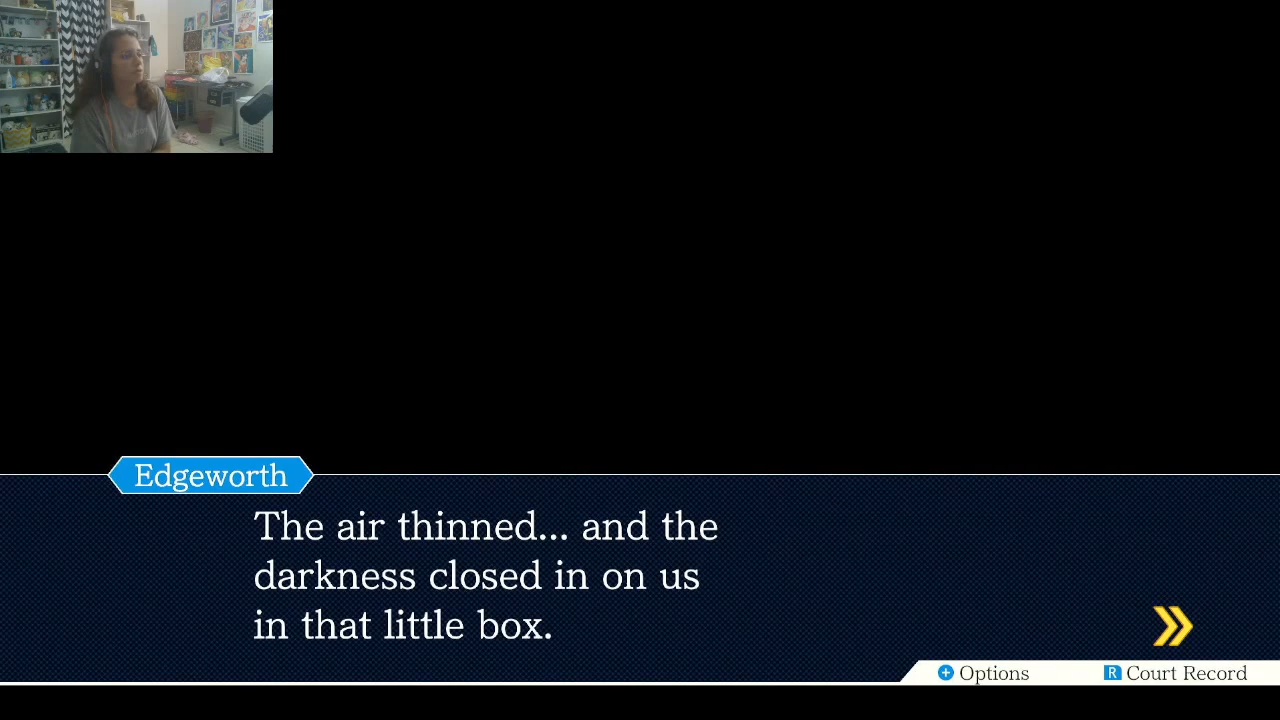 Edgeworth
The air thinned... and the
darkness closed in on us
in that little box.
Options
R Court Record